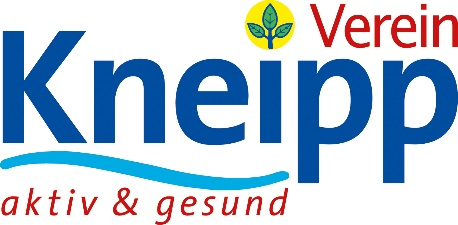 Verein
Kneipp
aktiv & gesund